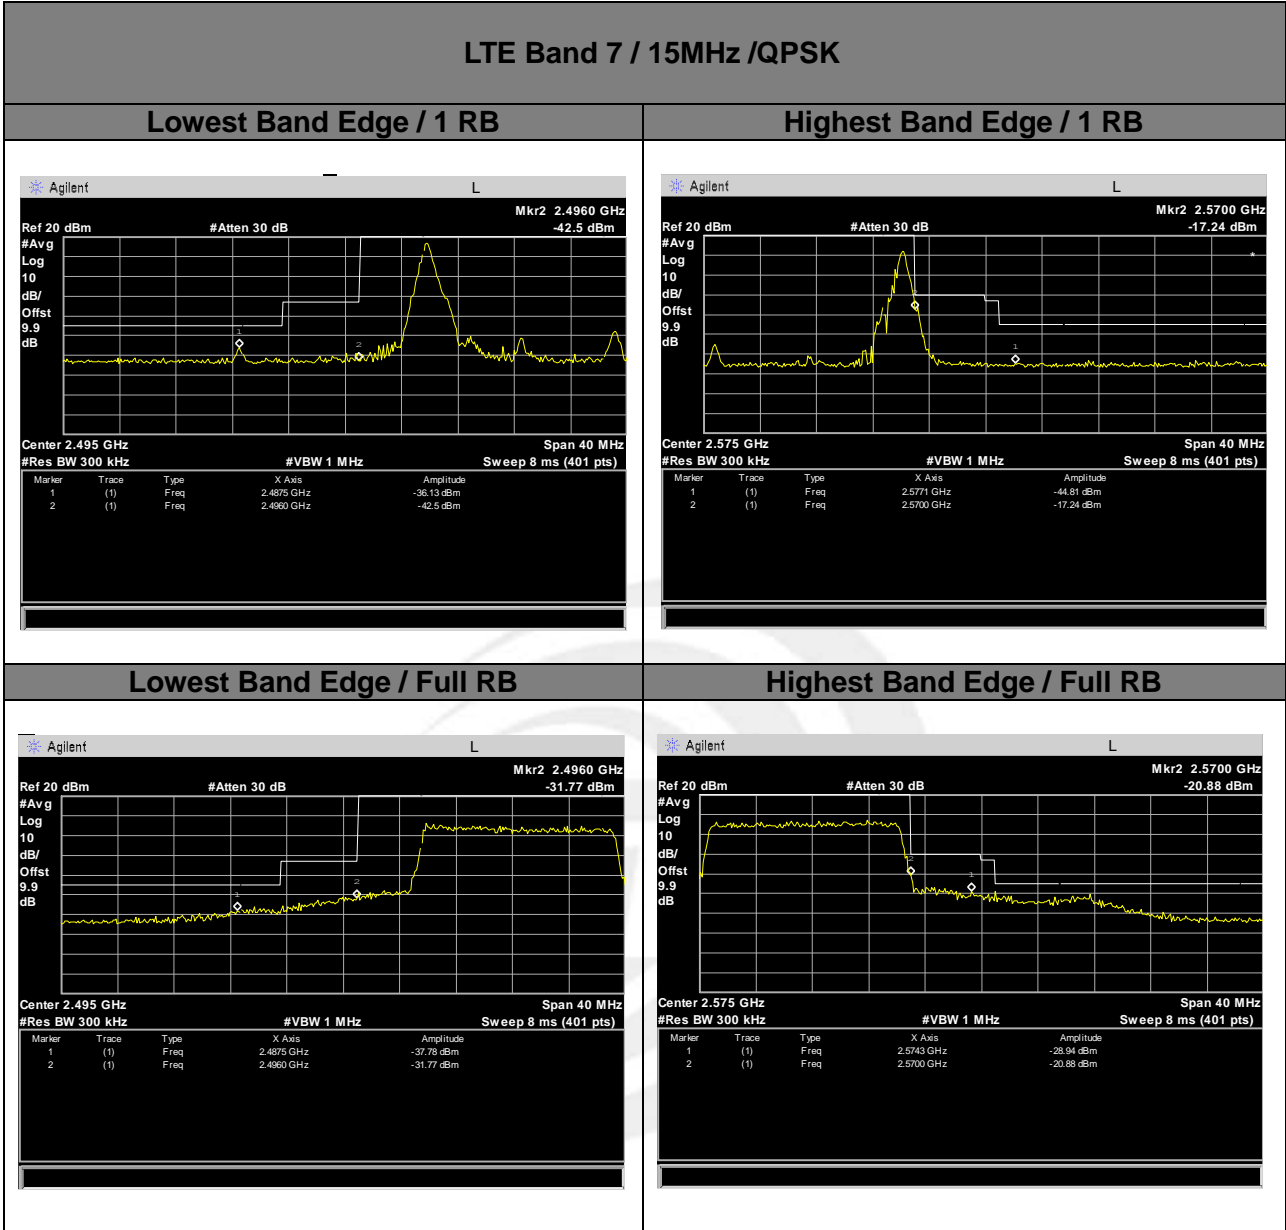 LTE Band 7 / 15MHz /QPSK
Lowest Band Edge / 1 RB
Highest Band Edge / 1 RB
Agilent L
Mkr2 2.4960 GHz
Ref 20 dBm #Atten 30 dB -42.5 dBm
#Avg
Log
10
dB/
Offst
9.9
dB
1
2
Center 2.495 GHz Span 40 MHz
#Res BW 300 kHz #VBW 1 MHz Sweep 8 ms (401 pts)
Marker Trace Type X Axis Amplitude
1 (1) Freq 2.4875 GHz -36.13 dBm
2 (1) Freq 2.4960 GHz -42.5 dBm
Agilent L
Mkr2 2.5700 GHz
Ref 20 dBm #Atten 30 dB -17.24 dBm
#Avg
Log
10
dB/
Offst
9.9
dB
*
2
1
Center 2.575 GHz Span 40 MHz
#Res BW 300 kHz #VBW 1 MHz Sweep 8 ms (401 pts)
Marker Trace Type X Axis Amplitude
1 (1) Freq 2.5771 GHz -44.81 dBm
2 (1) Freq 2.5700 GHz -17.24 dBm
Lowest Band Edge / Full RB
Highest Band Edge / Full RB
Agilent L
Mkr2 2.4960 GHz
Ref 20 dBm #Atten 30 dB -31.77 dBm
#Avg
Log
10
dB/
Offst
9.9
dB
1
2
Center 2.495 GHz Span 40 MHz
#Res BW 300 kHz #VBW 1 MHz Sweep 8 ms (401 pts)
Marker Trace Type X Axis Amplitude
1 (1) Freq 2.4875 GHz -37.78 dBm
2 (1) Freq 2.4960 GHz -31.77 dBm
Agilent L
Mkr2 2.5700 GHz
Ref 20 dBm #Atten 30 dB -20.88 dBm
#Avg
Log
10
dB/
Offst
9.9
dB
2
1
Center 2.575 GHz Span 40 MHz
#Res BW 300 kHz #VBW 1 MHz Sweep 8 ms (401 pts)
Marker Trace Type X Axis Amplitude
1 (1) Freq 2.5743 GHz -28.94 dBm
2 (1) Freq 2.5700 GHz -20.88 dBm